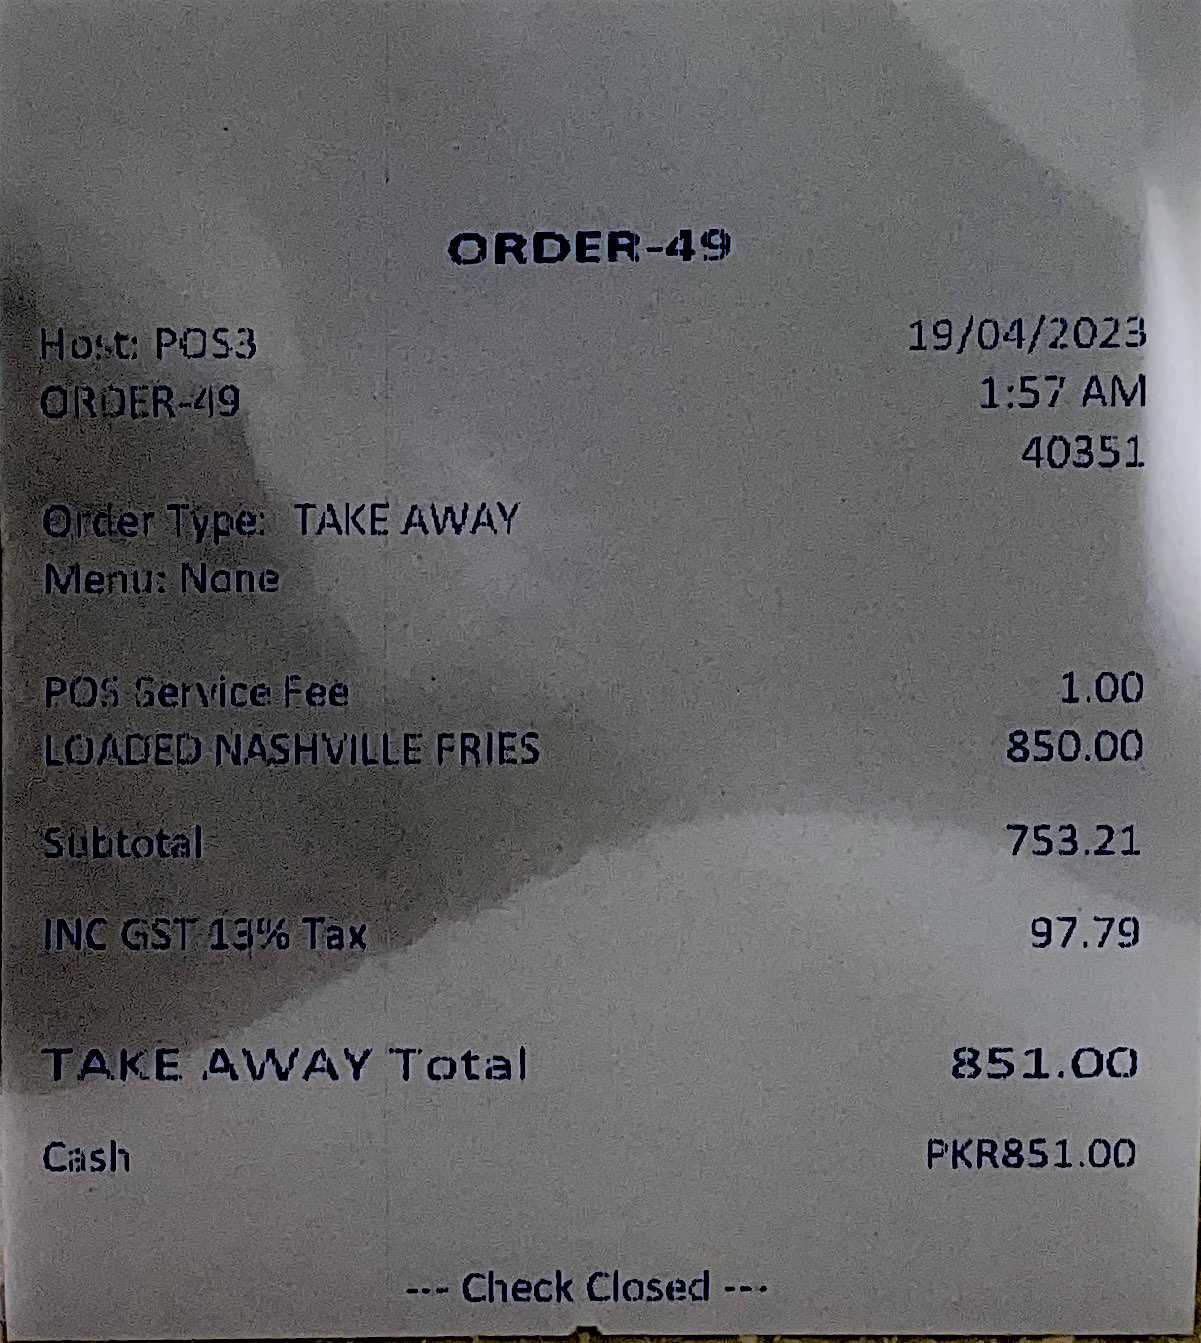 ORDER-49
Host: POS3 19/04/2023
ORDER-49 1:57 AM
40351
Order Type: TAKE AWAY
Menu: None
POS Service Fee 1.00
LOADED NASHVILLE FRIES 850.00
Subtotal 753.21
INC GST 13% Tax 97.79
TAKE AWAY Total 851.00
Cash PKR851.00
--- Check Closed ---